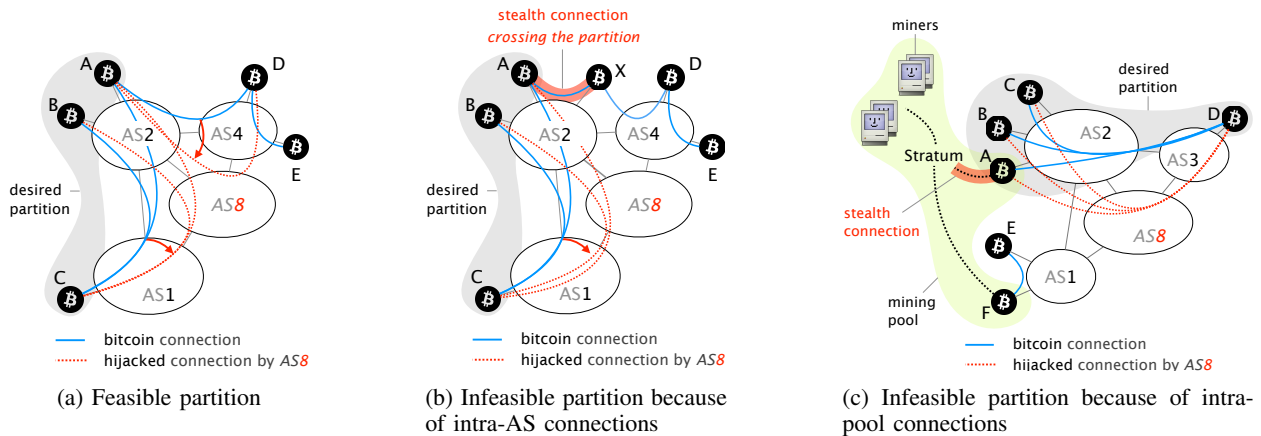 A
D
B
AS2
AS4
E
desired
partition
AS8
C
AS1
bitcoin connection
hijacked connection by AS8
(a) Feasible partition
stealth connection
crossing the partition
A
X
D
B
AS2
AS4
E
desired
partition
AS8
C
AS1
bitcoin connection
hijacked connection by AS8
(b) Infeasible partition because
of intra-AS connections
miners
desired
partition
C
B
AS2
D
Stratum
A
AS3
stealth
connection
AS8
E
AS1
mining
pool
F
bitcoin connection
hijacked connection by AS8
(c) Infeasible partition because of intra-
pool connections